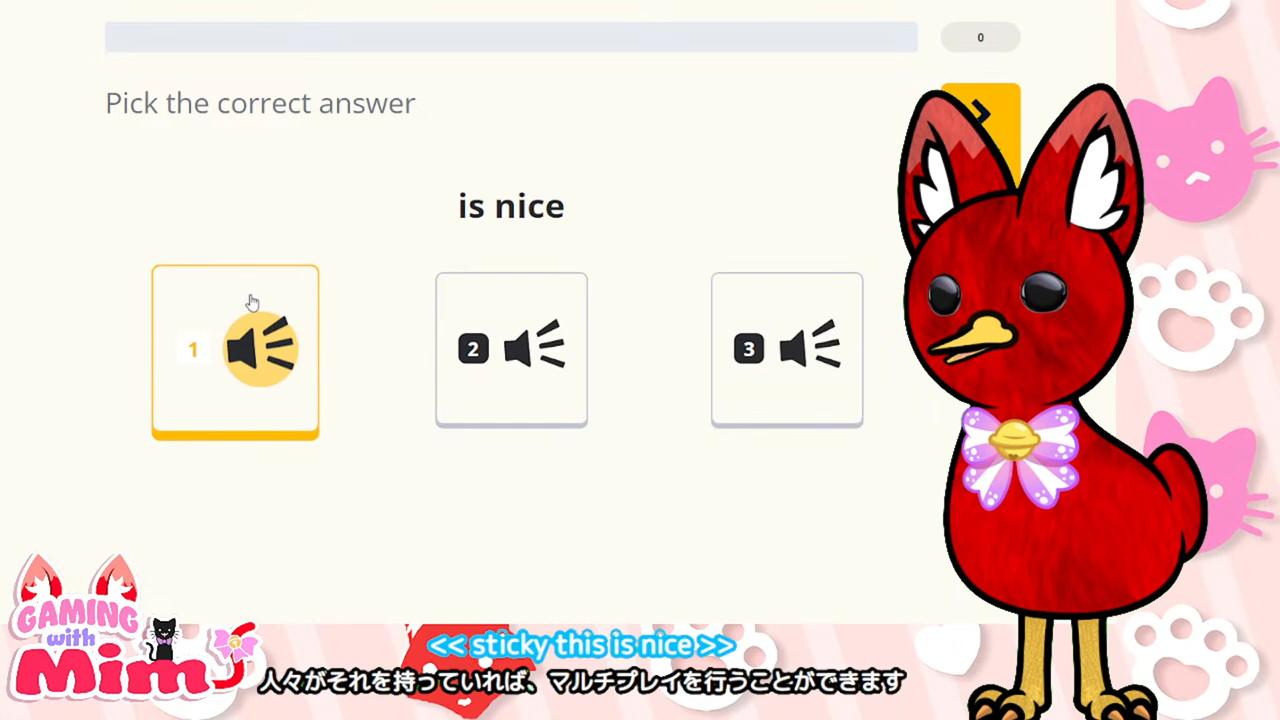 0
Pick the correct answer
is nice
1
2
3
GAMING
with
Mim
<< sticky this is nice >>
人々がそれを持っていれば、マルチプレイを行うことができます